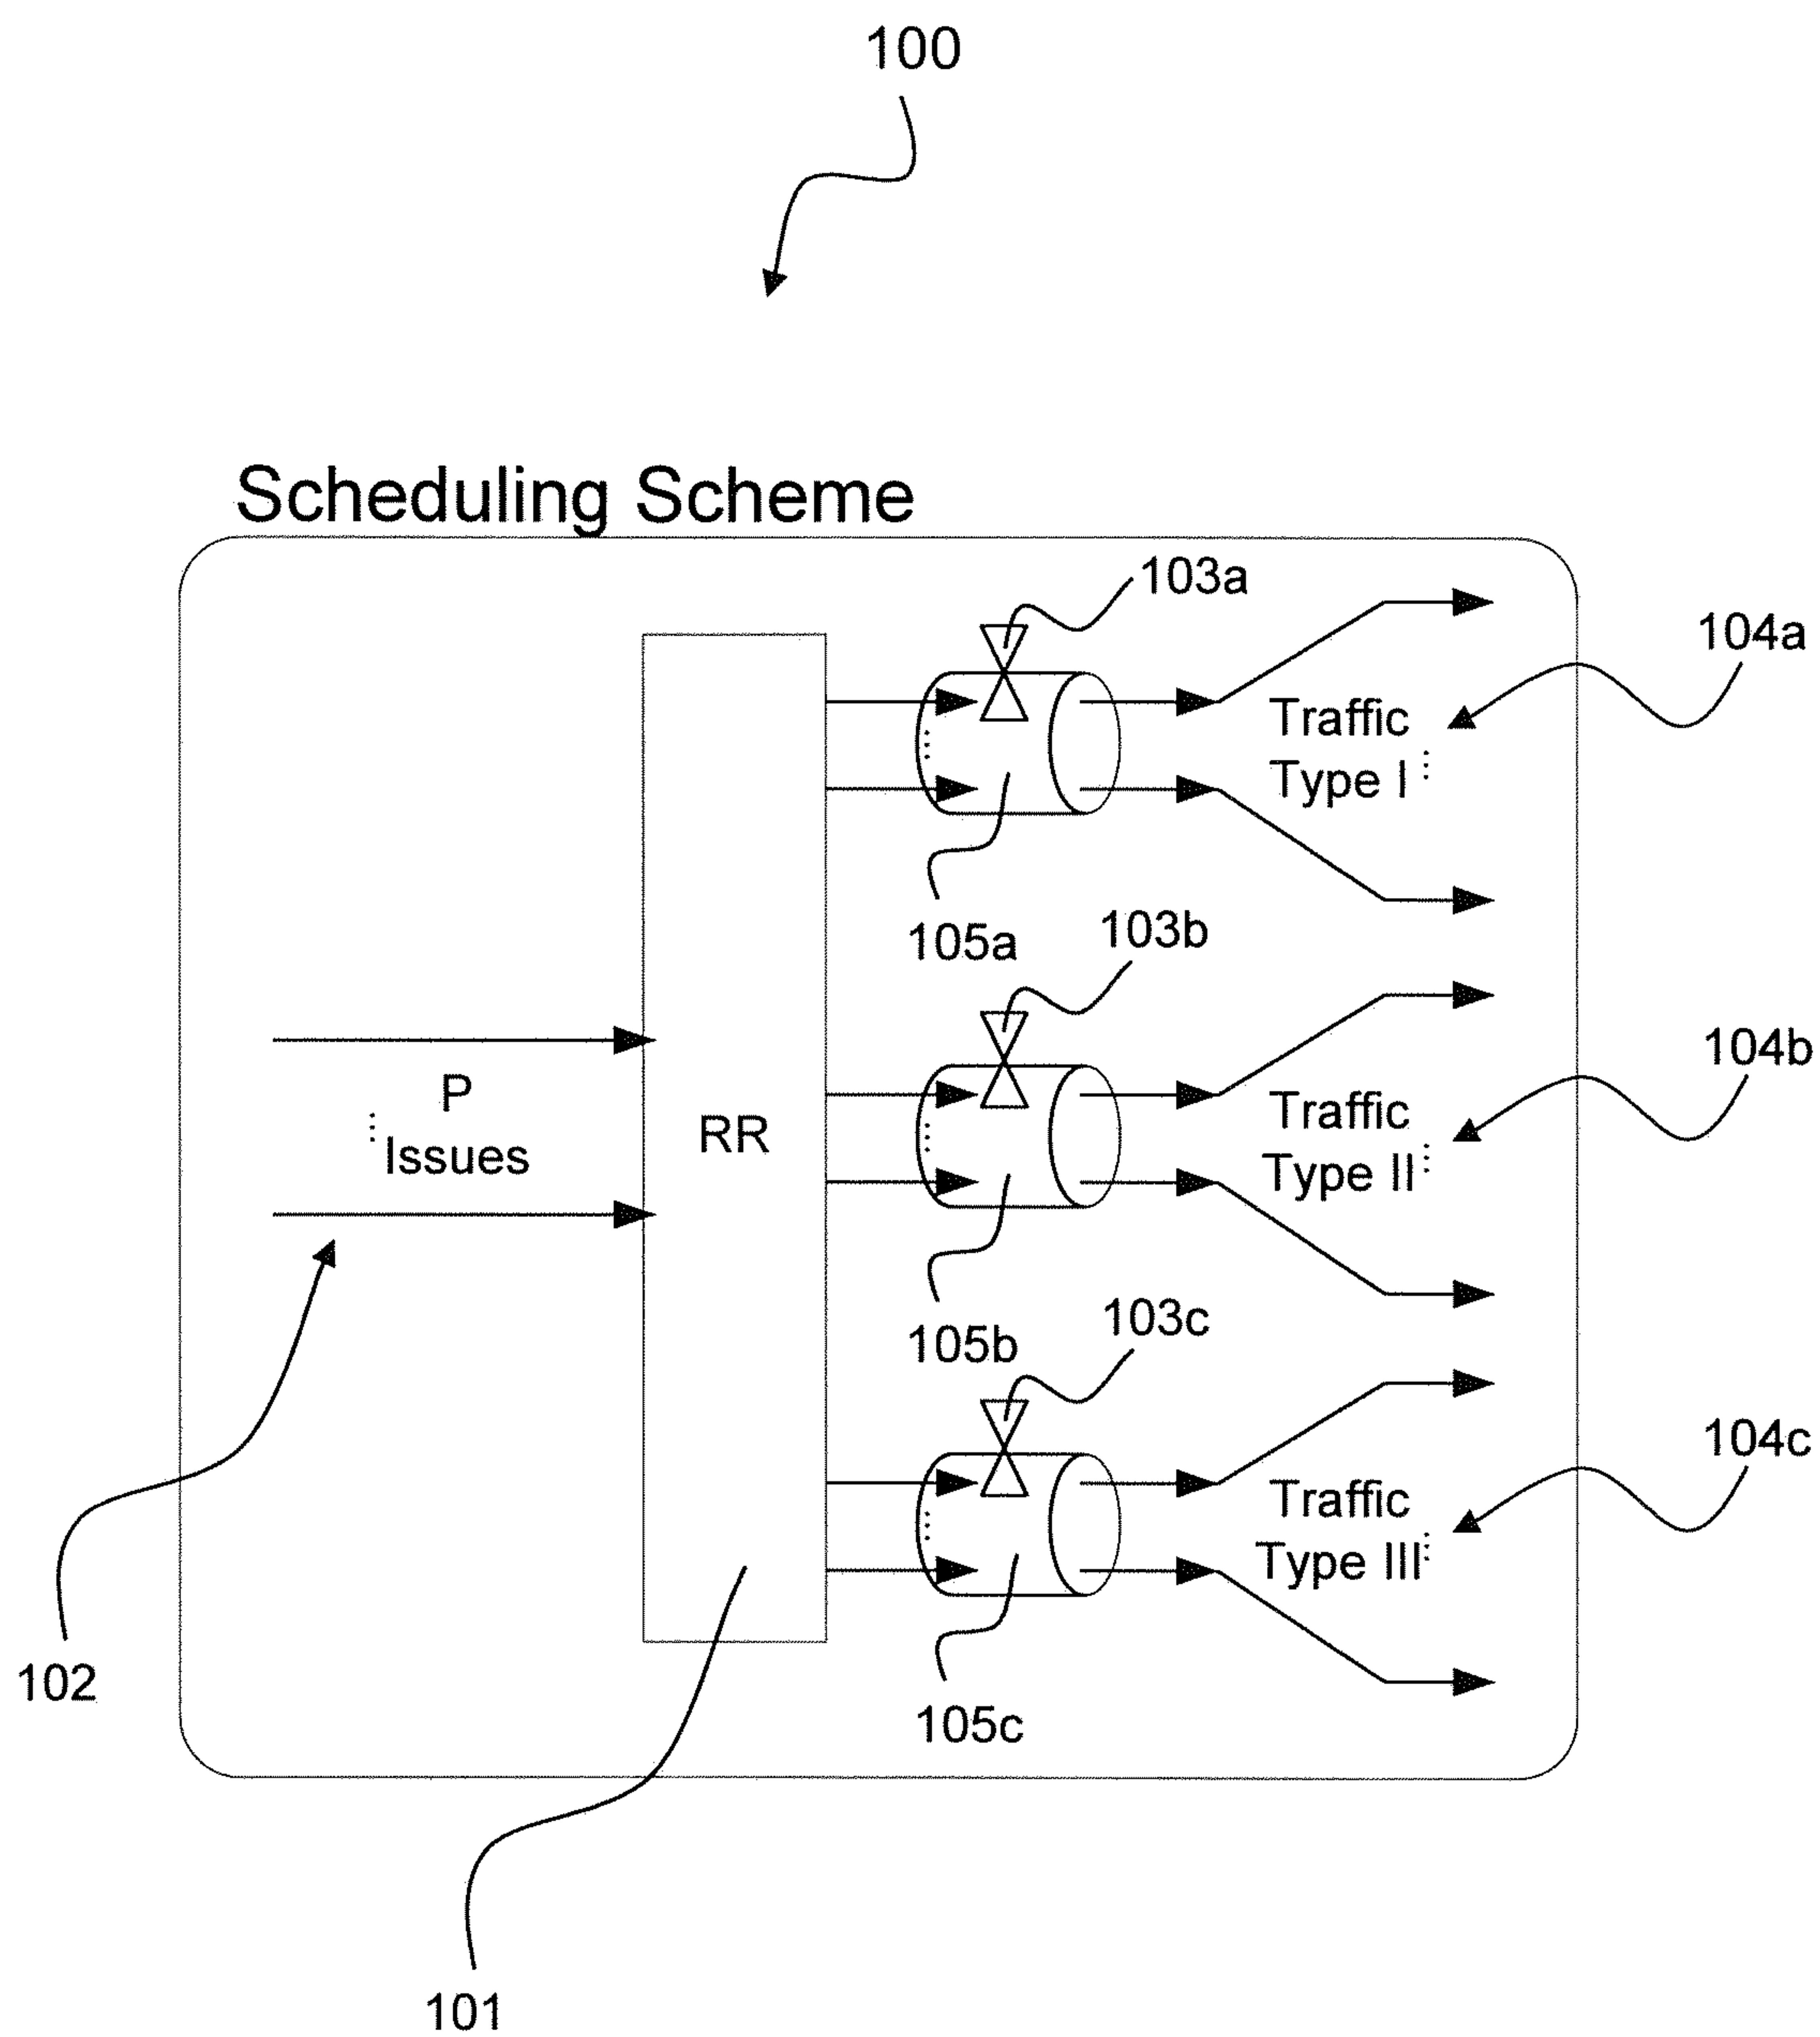 100
Scheduling Scheme
103a
104a
Traffic
Type I
105a
103b
104b
P
Issues
RR
Traffic
Type II
105b
103c
104c
Traffic
Type III
102
105c
101